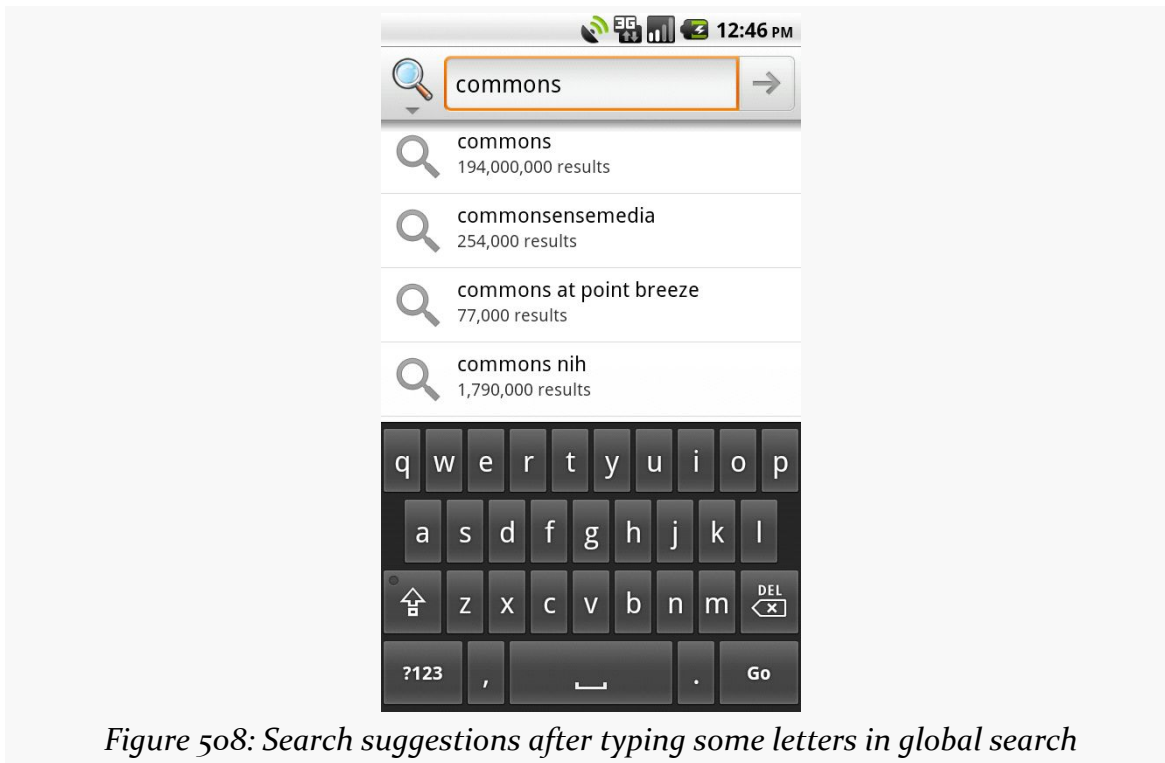 3G 12:46 PM
commons
commons
194,000,000 results
commonsensemedia
254,000 results
commons at point breeze
77,000 results
commons nih
1,790,000 results
q w e r t y u i o p
a s d f g h j k l
z x c v b n m DEL
?123 , . Go
Figure 508: Search suggestions after typing some letters in global search